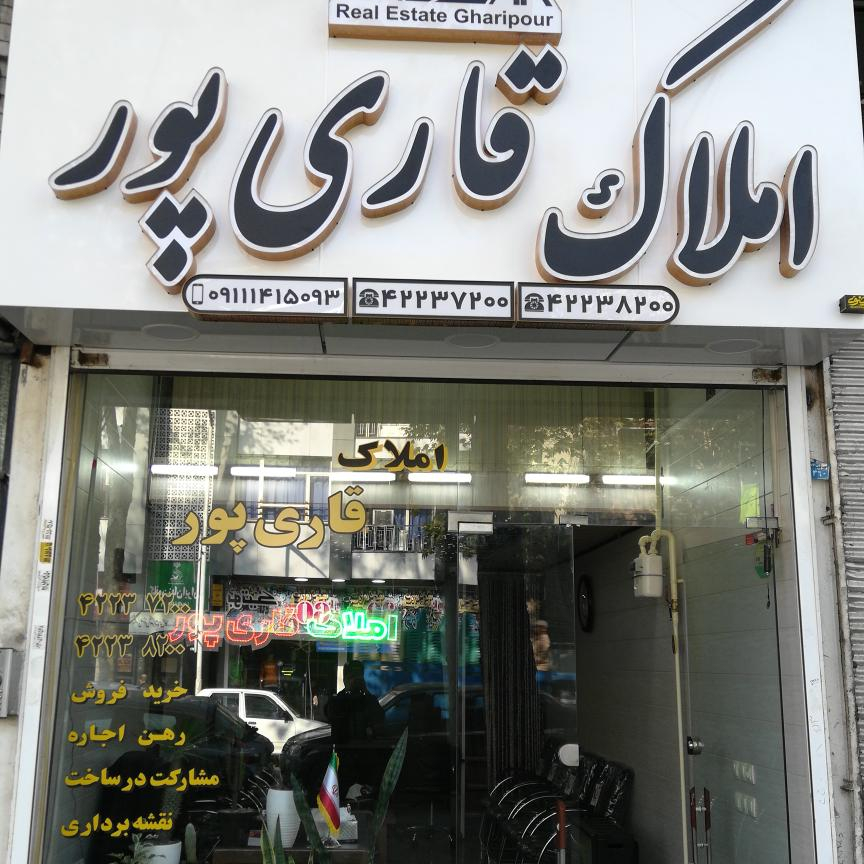 Real Estate Gharipour
املاک قاری پور
۰۹۱۱۱۴۱۵۰۹۳ ۴۲۲۳۷۲۰۰ ۴۲۲۳۸۲۰۰
املاک
قاری پور
۴۲۲۳ ۷۲۰۰
۴۲۲۳ ۸۲۰۰
املاک قاری پور
خرید فروش
رهن اجاره
مشارکت در ساخت
نقشه برداری